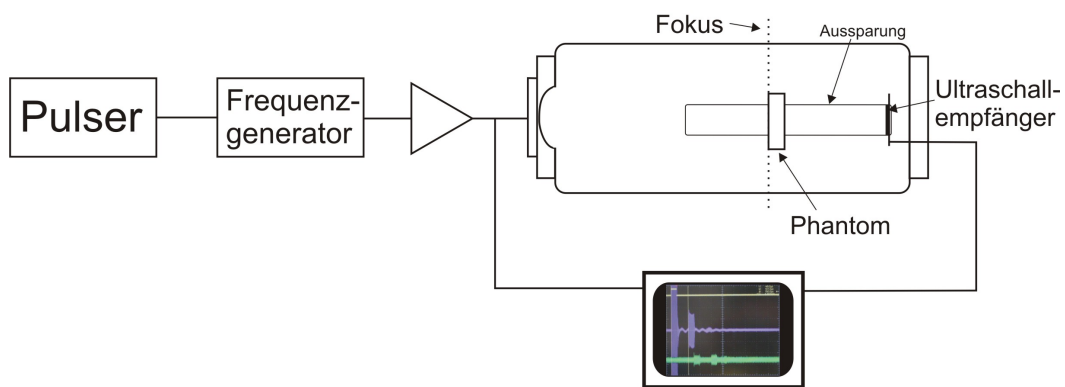 Pulser
Frequenz-
generator
Fokus
Aussparung
Ultraschall-
empfänger
Phantom